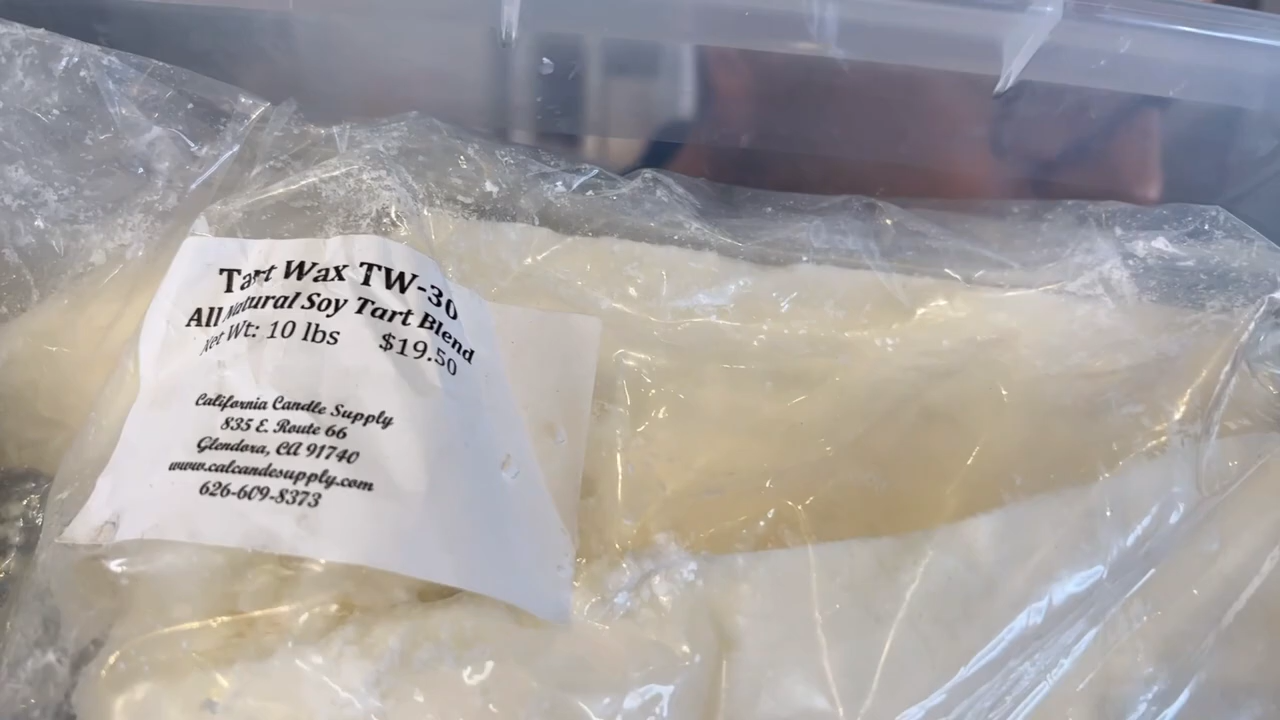 Tart Wax TW-30
All Natural Soy Tart Blend
Net Wt: 10 lbs $19.50
California Candle Supply
835 E. Route 66
Glendora, CA 91740
www.calcandesupply.com
626-609-8373